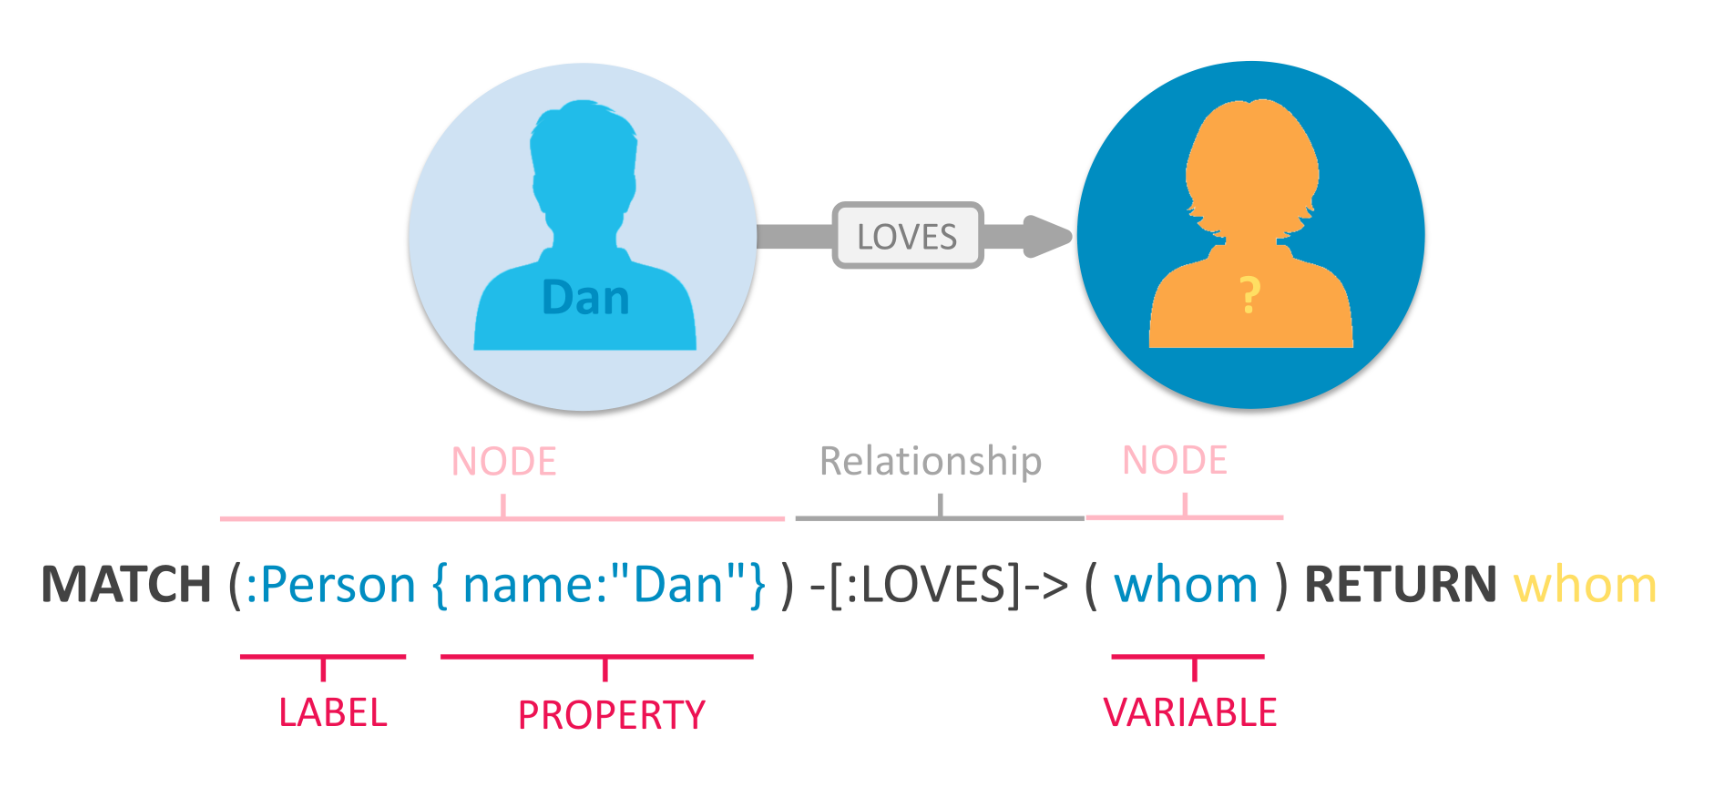 LOVES
Dan
?
NODE
Relationship
NODE
MATCH (:Person { name:"Dan"} ) -[:LOVES]-> ( whom ) RETURN whom
LABEL
PROPERTY
VARIABLE